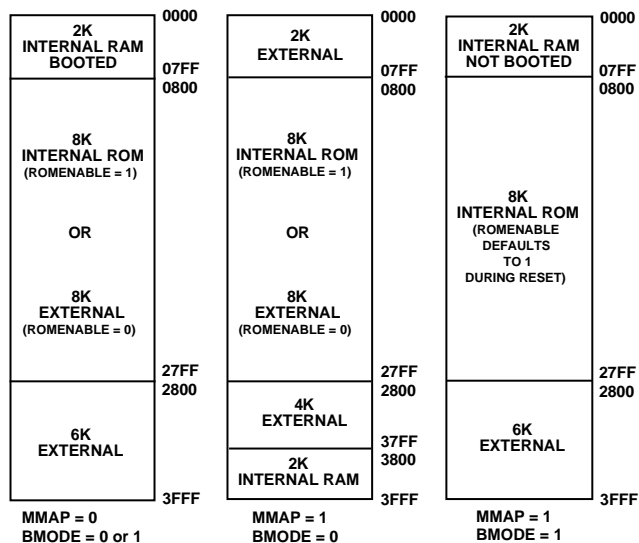 2K
INTERNAL RAM
BOOTED
0000
07FF
0800
8K
INTERNAL ROM
(ROMENABLE = 1)
OR
8K
EXTERNAL
(ROMENABLE = 0)
27FF
2800
6K
EXTERNAL
3FFF
MMAP = 0
BMODE = 0 or 1
2K
EXTERNAL
0000
07FF
0800
8K
INTERNAL ROM
(ROMENABLE = 1)
OR
8K
EXTERNAL
(ROMENABLE = 0)
27FF
2800
4K
EXTERNAL
37FF
3800
2K
INTERNAL RAM
3FFF
MMAP = 1
BMODE = 0
2K
INTERNAL RAM
NOT BOOTED
0000
07FF
0800
8K
INTERNAL ROM
(ROMENABLE
DEFAULTS
TO 1
DURING RESET)
27FF
2800
6K
EXTERNAL
3FFF
MMAP = 1
BMODE = 1